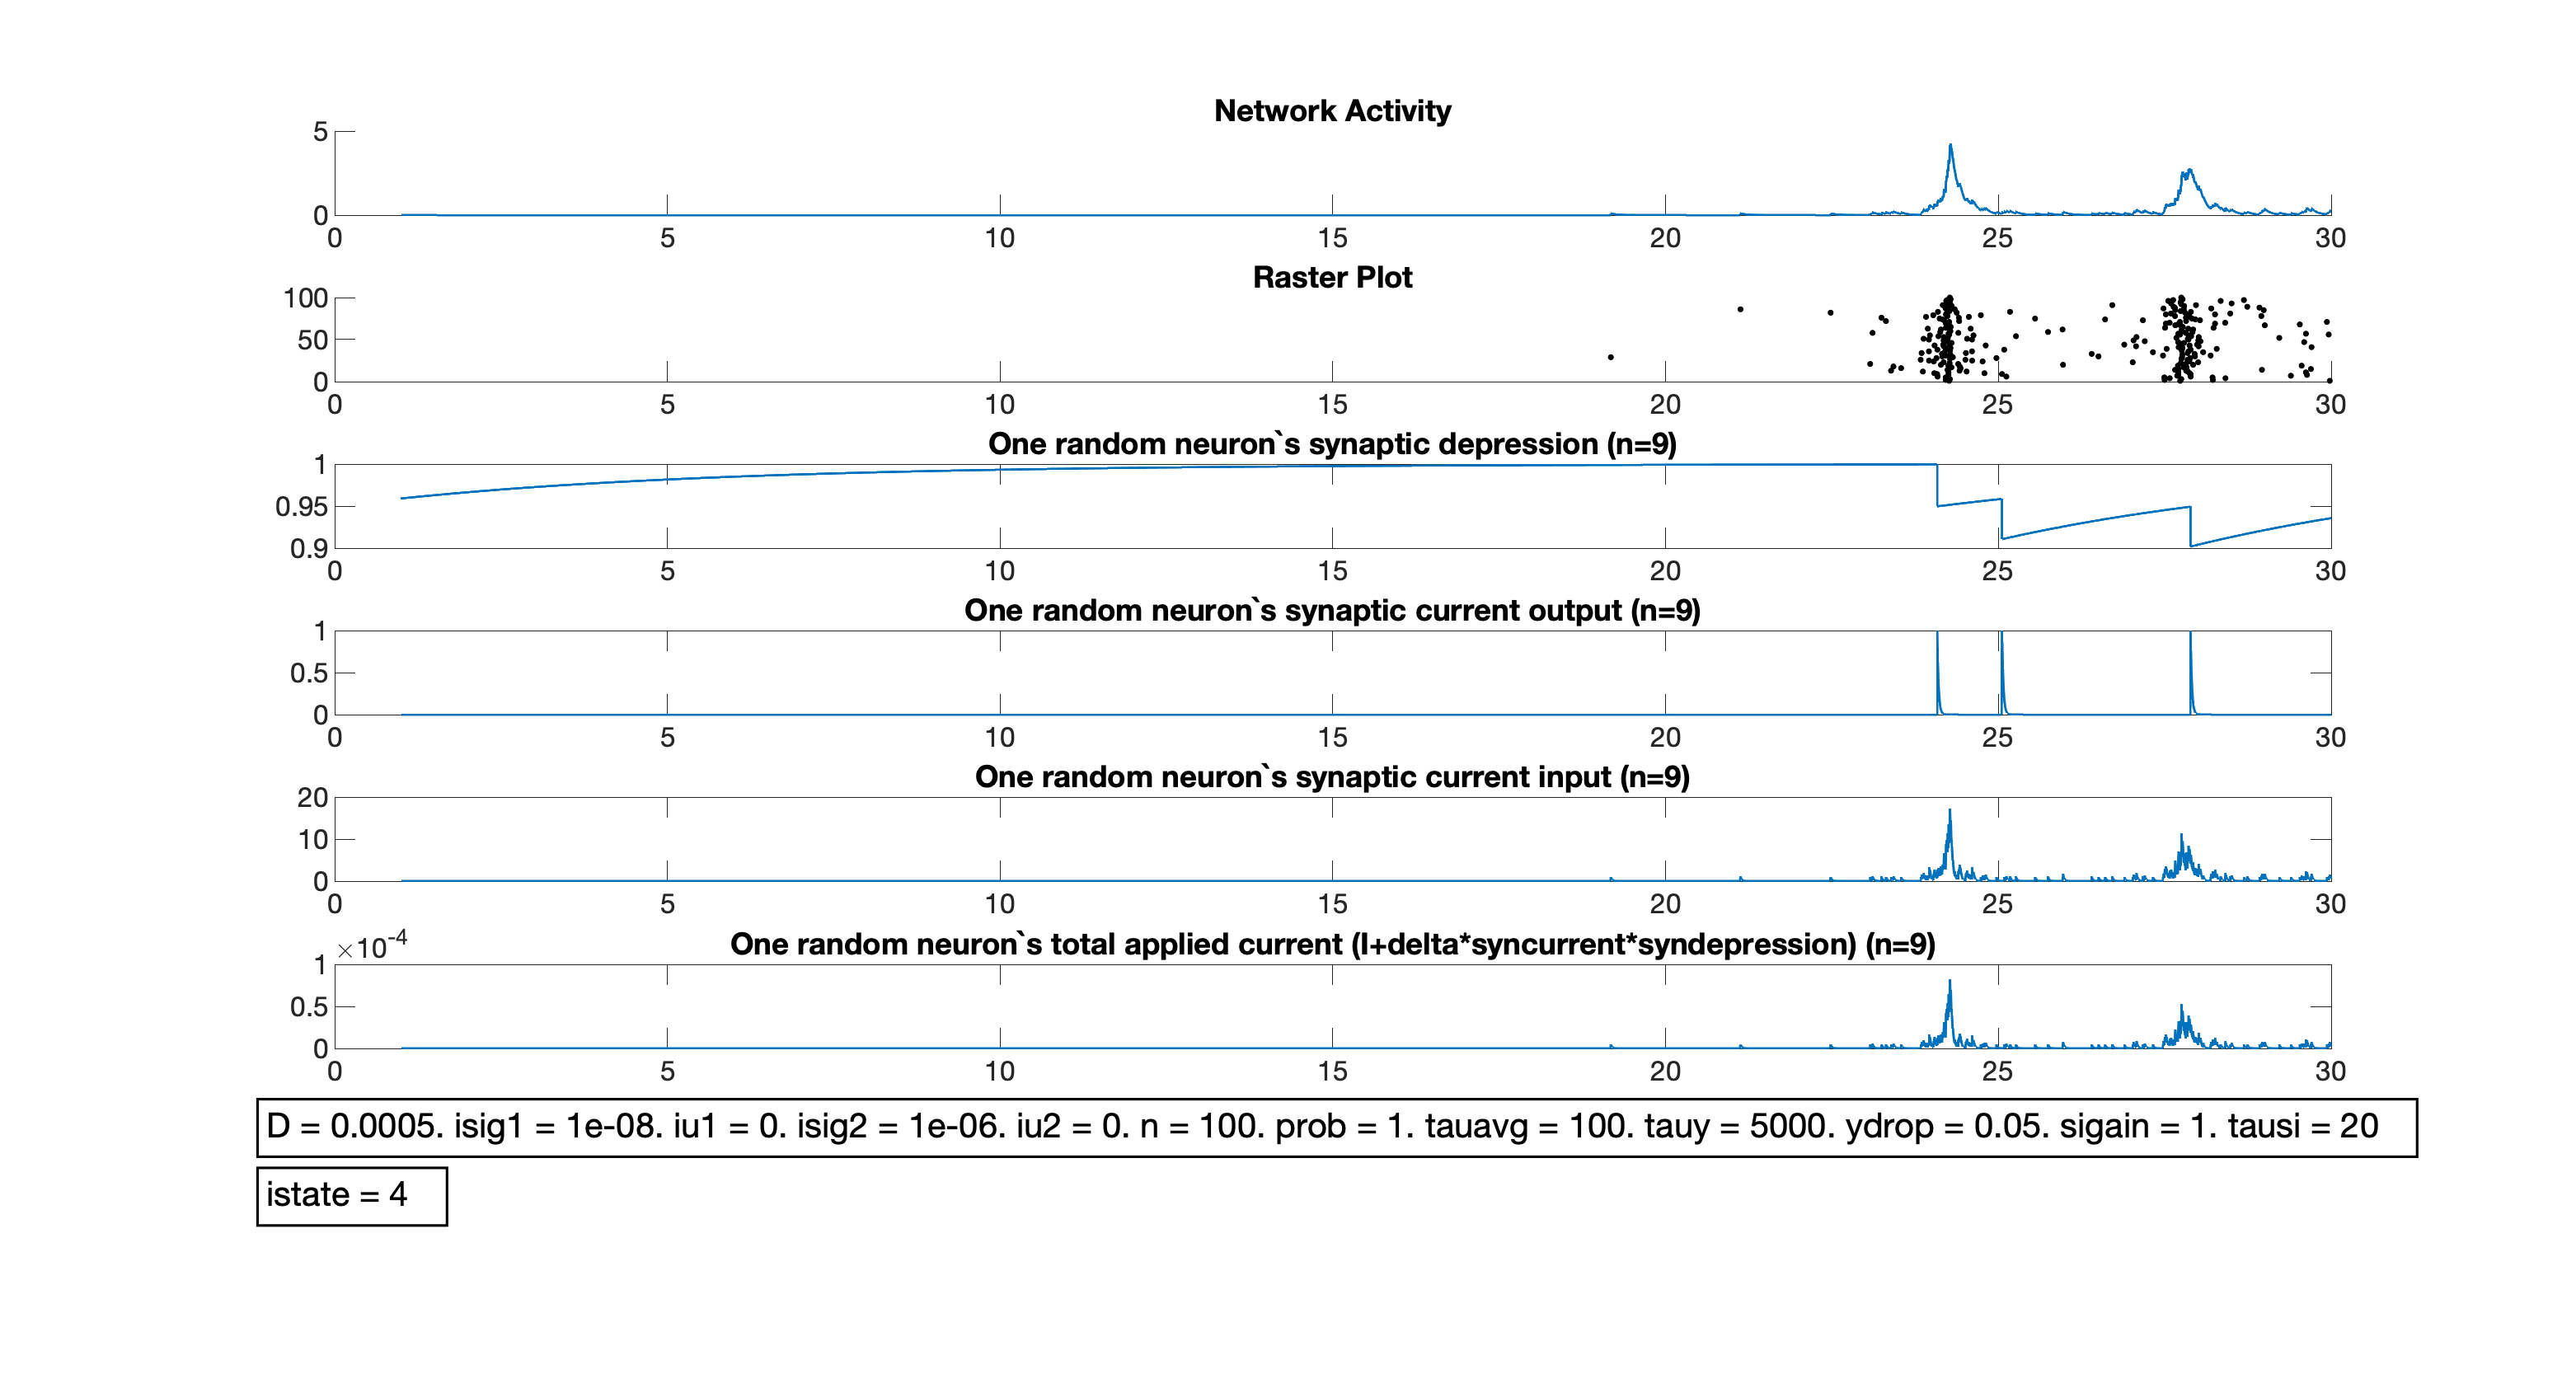 Network Activity
5
0
0 5 10 15 20 25 30
Raster Plot
100
50
0
0 5 10 15 20 25 30
One random neuron`s synaptic depression (n=9)
1
0.95
0.9
0 5 10 15 20 25 30
One random neuron`s synaptic current output (n=9)
1
0.5
0
0 5 10 15 20 25 30
One random neuron`s synaptic current input (n=9)
20
10
0
0 5 10 15 20 25 30
One random neuron`s total applied current (I+delta*syncurrent*syndepression) (n=9)
×10⁻⁴
1
0.5
0
0 5 10 15 20 25 30
D = 0.0005. isig1 = 1e-08. iu1 = 0. isig2 = 1e-06. iu2 = 0. n = 100. prob = 1. tauavg = 100. tauy = 5000. ydrop = 0.05. sigain = 1. tausi = 20
istate = 4